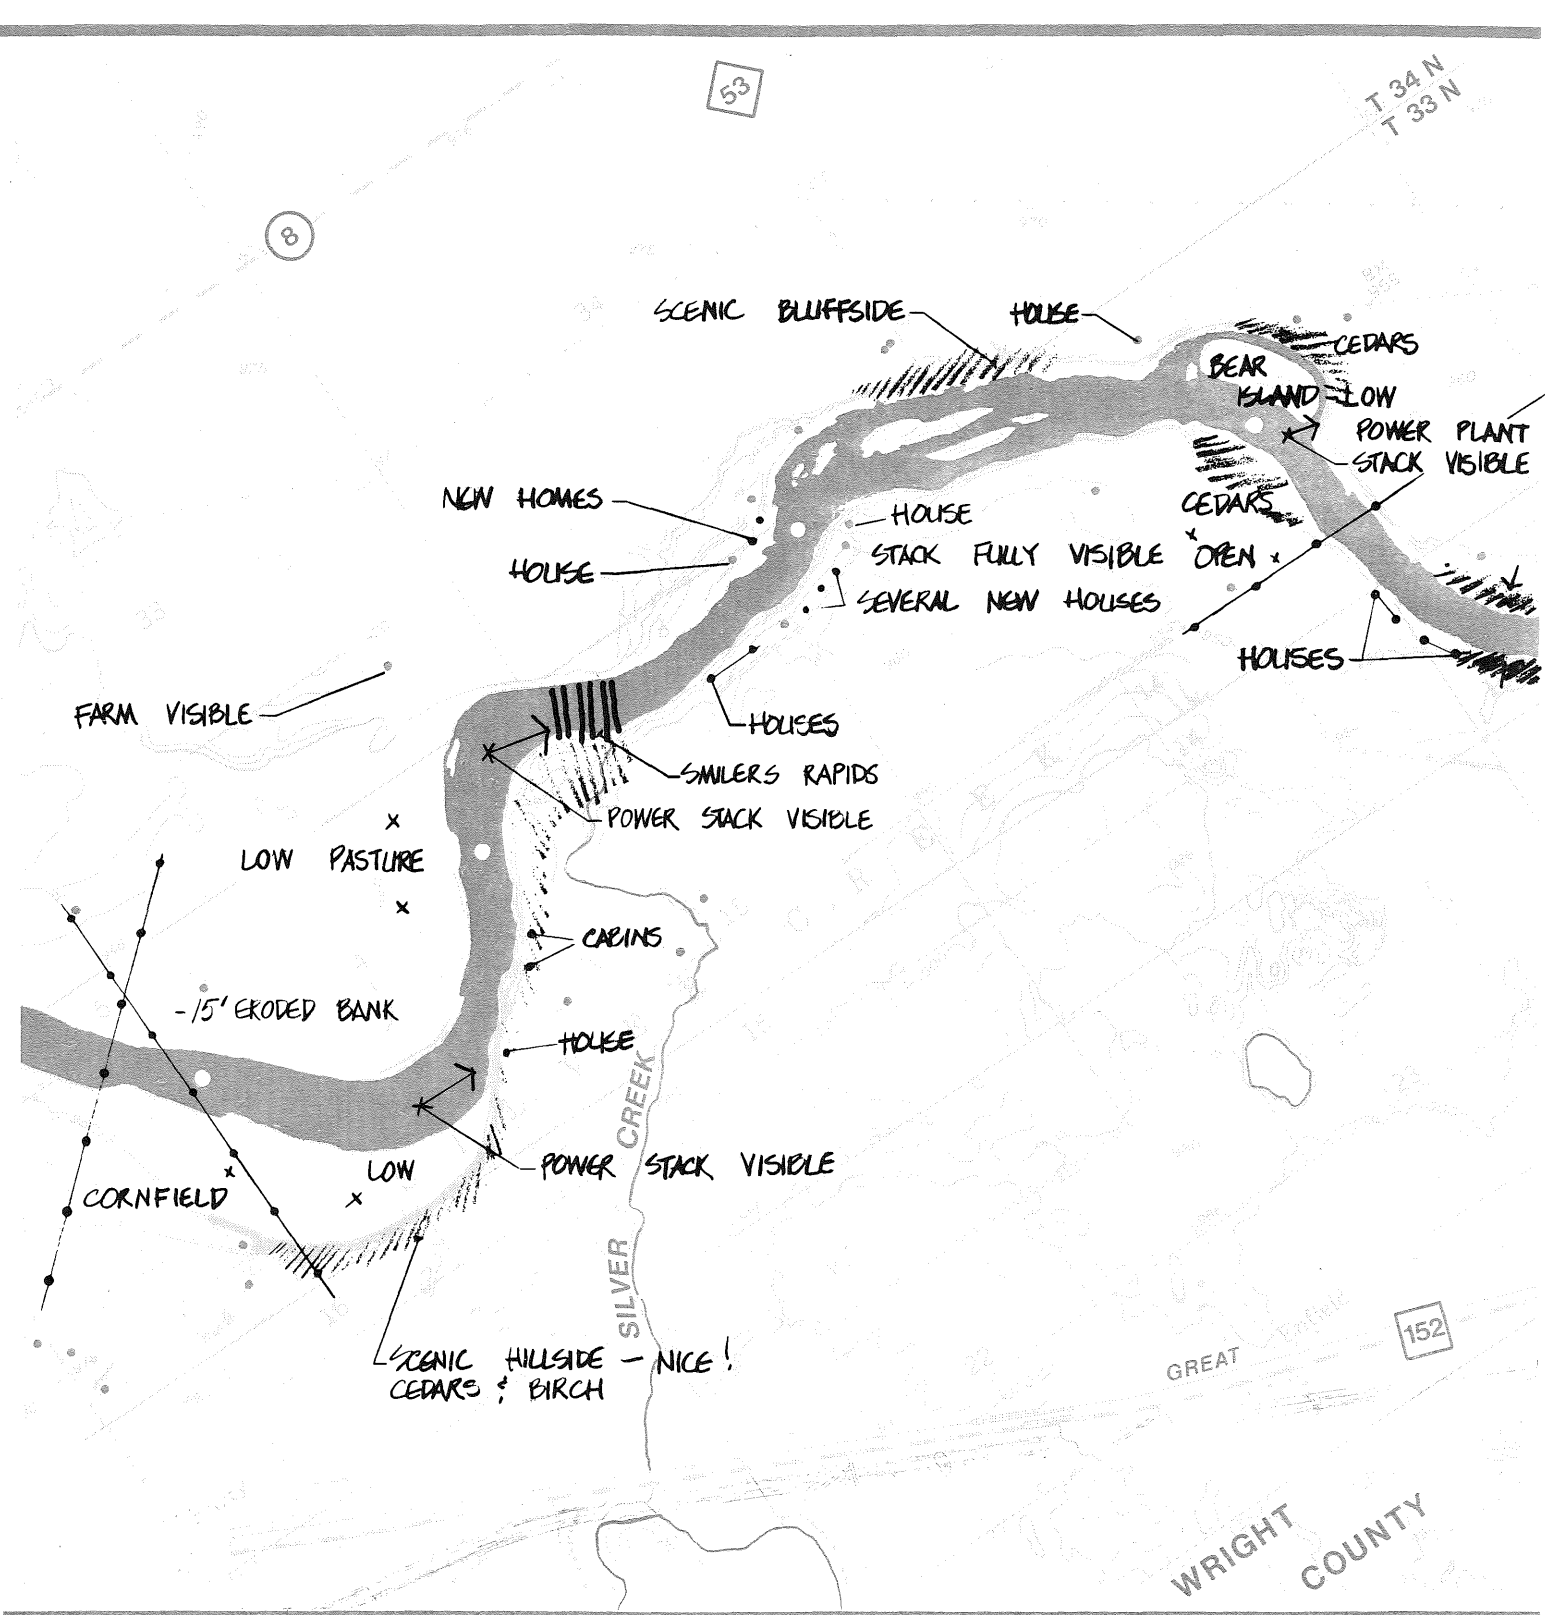 53
T 34 N
T 33 N
8
SCENIC BLUFFSIDE
HOUSE
CEDARS
BEAR
ISLAND - LOW
POWER PLANT
STACK VISIBLE
NEW HOMES
HOUSE
CEDARS
STACK FULLY VISIBLE
OPEN
HOUSE
SEVERAL NEW HOUSES
HOUSES
FARM VISIBLE
HOUSES
SMILERS RAPIDS
POWER STACK VISIBLE
LOW PASTURE
CABINS
-15' ERODED BANK
HOUSE
SILVER CREEK
POWER STACK VISIBLE
LOW
CORNFIELD
SCENIC HILLSIDE - NICE!
CEDARS & BIRCH
152
GREAT
WRIGHT COUNTY